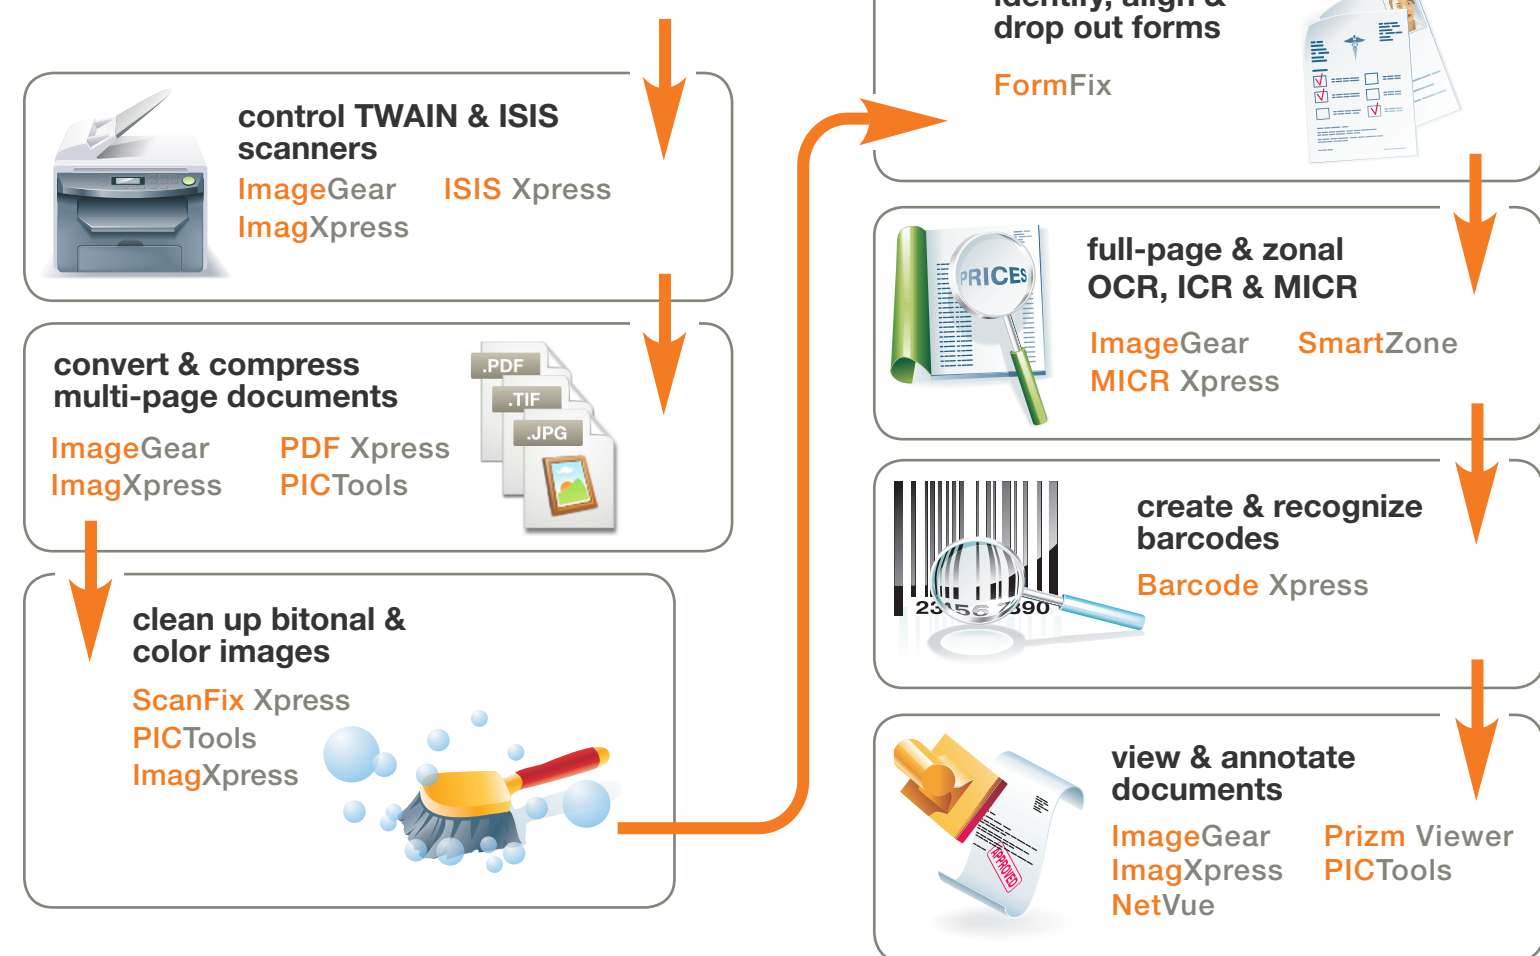 control TWAIN & ISIS
scanners
ImageGear ISIS Xpress
ImagXpress
convert & compress
multi-page documents
ImageGear PDF Xpress
ImagXpress PICTools
.PDF
.TIF
.JPG
clean up bitonal &
color images
ScanFix Xpress
PICTools
ImagXpress
identify, align &
drop out forms
FormFix
PRICES
full-page & zonal
OCR, ICR & MICR
ImageGear SmartZone
MICR Xpress
create & recognize
barcodes
Barcode Xpress
view & annotate
documents
ImageGear Prizm Viewer
ImagXpress PICTools
NetVue
APPROVED